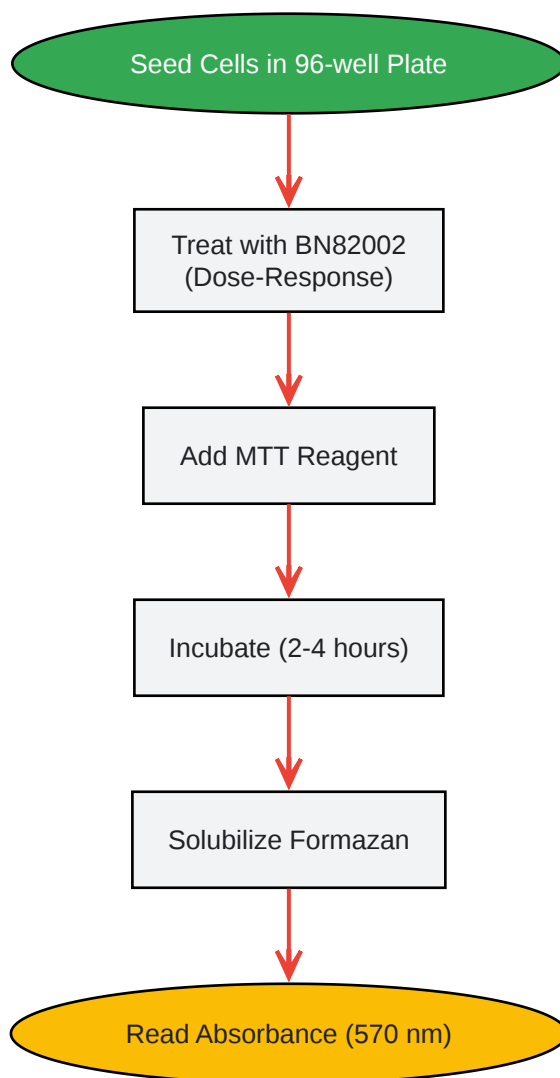 Seed Cells in 96-well Plate
Treat with BN82002
(Dose-Response)
Add MTT Reagent
Incubate (2-4 hours)
Solubilize Formazan
Read Absorbance (570 nm)